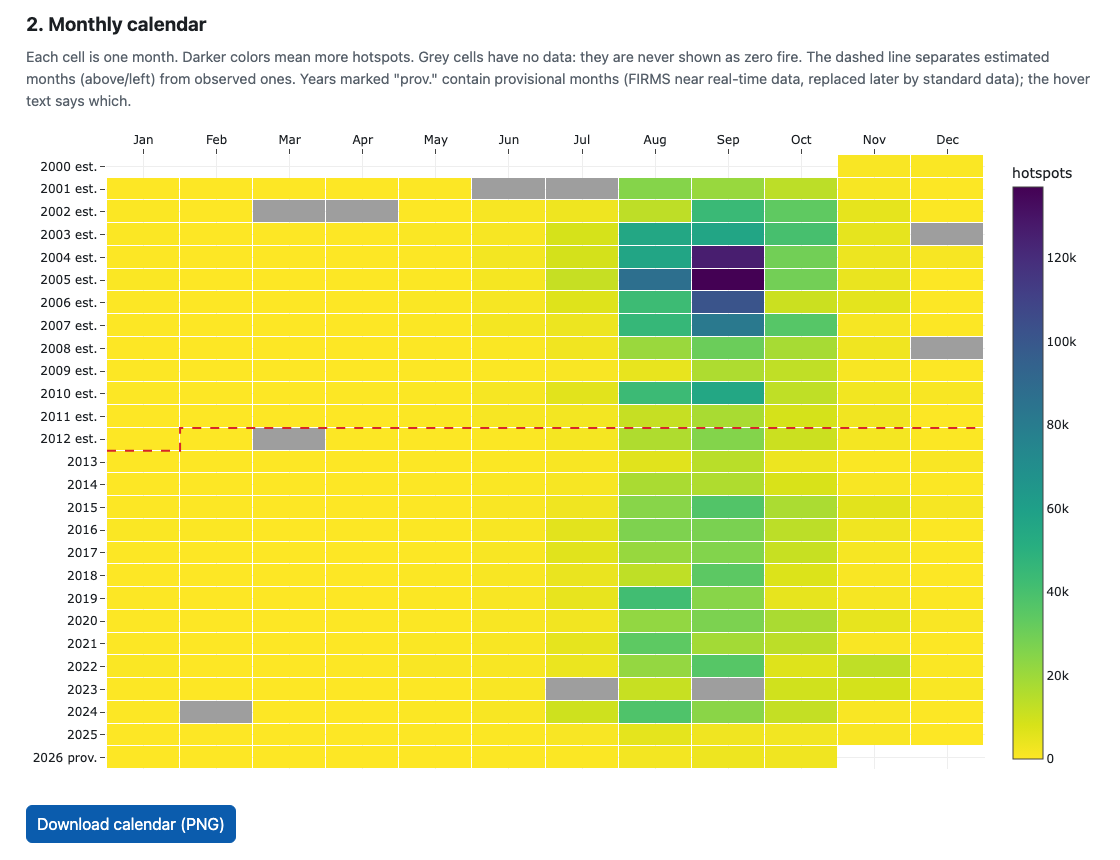 2. Monthly calendar
Each cell is one month. Darker colors mean more hotspots. Grey cells have no data: they are never shown as zero fire. The dashed line separates estimated
months (above/left) from observed ones. Years marked "prov." contain provisional months (FIRMS near real-time data, replaced later by standard data); the hover
text says which.
Jan Feb Mar Apr May Jun Jul Aug Sep Oct Nov Dec
hotspots
2000 est.
2001 est.
2002 est.
2003 est.
2004 est.
2005 est.
2006 est.
2007 est.
2008 est.
2009 est.
2010 est.
2011 est.
2012 est.
2013
2014
2015
2016
2017
2018
2019
2020
2021
2022
2023
2024
2025
2026 prov.
120k
100k
80k
60k
40k
20k
0
Download calendar (PNG)